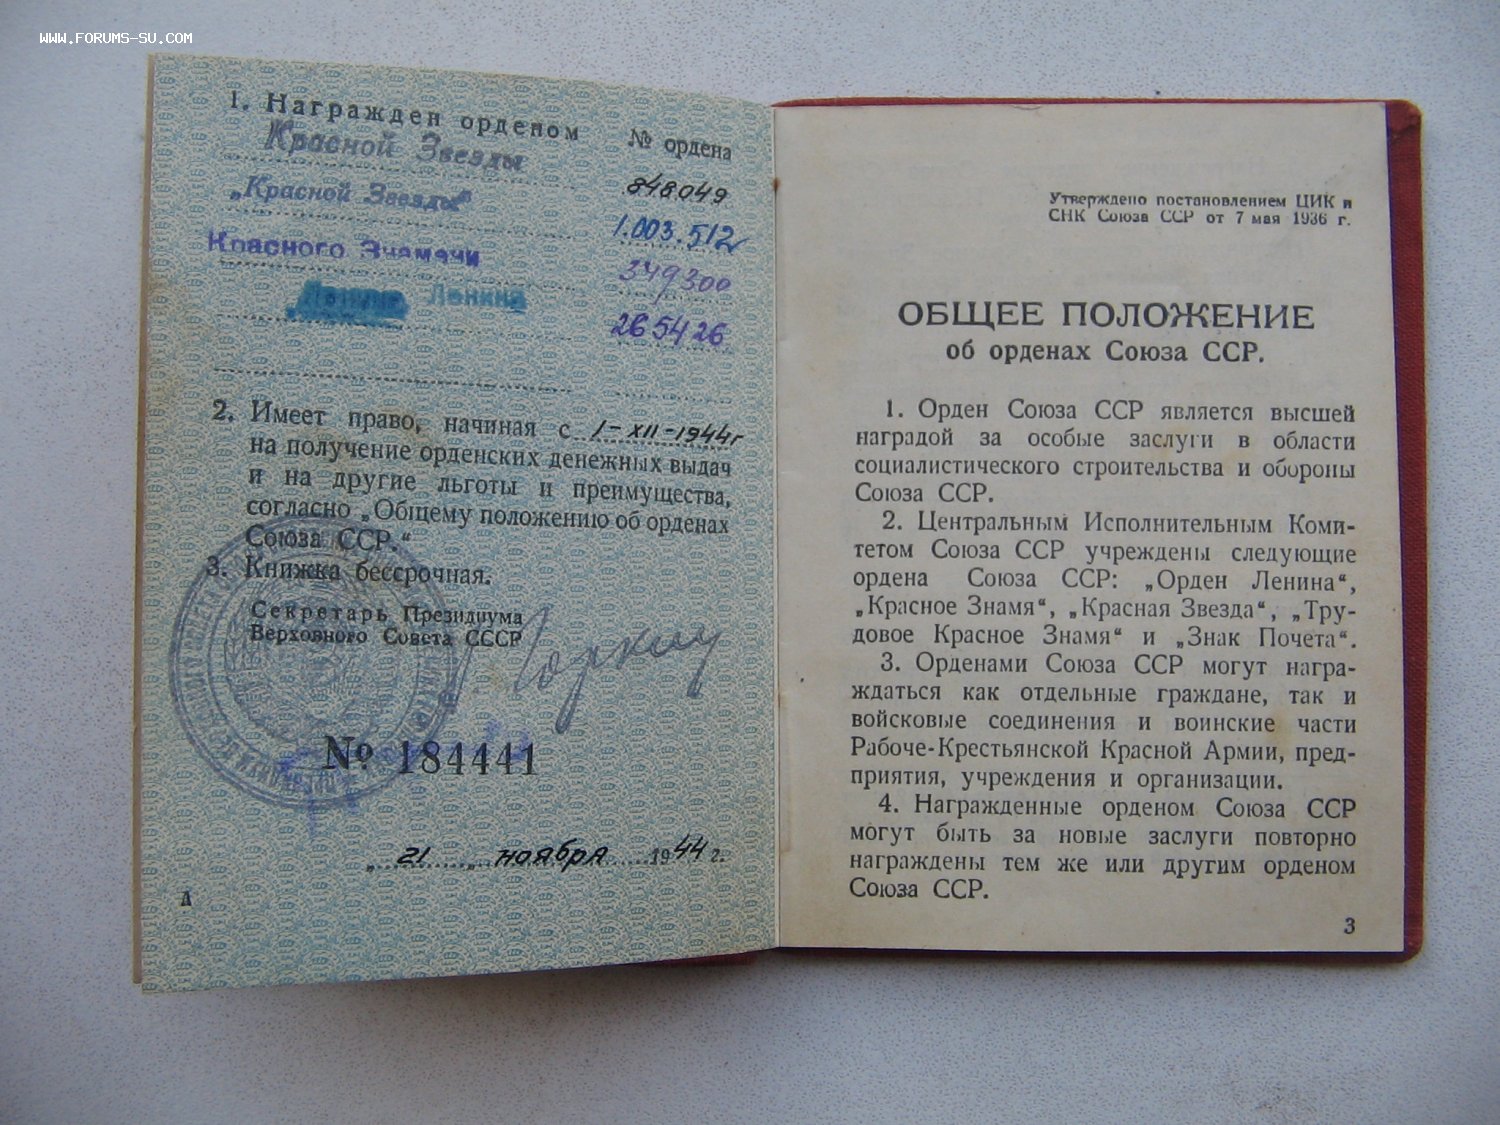 WWW.FORUMS-SU.COM
1. Награжден орденом № ордена
Красной Звезды 848049
„Красной Звезды“ 1.003.512
Красного Знамени 349300
Ленина Ленина 265426
2. Имеет право, начиная с 1-XII-1944г
на получение орденских денежных выдач
и на другие льготы и преимущества,
согласно „Общему положению об орденах
Союза ССР.“
3. Книжка бессрочная.
Секретарь Президиума
Верховного Совета СССР
Горкин
№ 184441
„21„ ноября 1944 г.
А
Утверждено постановлением ЦИК и
СНК Союза ССР от 7 мая 1936 г.
ОБЩЕЕ ПОЛОЖЕНИЕ
об орденах Союза ССР.
1. Орден Союза ССР является высшей
наградой за особые заслуги в области
социалистического строительства и обороны
Союза ССР.
2. Центральным Исполнительным Коми-
тетом Союза ССР учреждены следующие
ордена Союза ССР: „Орден Ленина“,
„Красное Знамя“, „Красная Звезда“, „Тру-
довое Красное Знамя“ и „Знак Почета“.
3. Орденами Союза ССР могут награ-
ждаться как отдельные граждане, так и
войсковые соединения и воинские части
Рабоче-Крестьянской Красной Армии, пред-
приятия, учреждения и организации.
4. Награжденные орденом Союза ССР
могут быть за новые заслуги повторно
награждены тем же или другим орденом
Союза ССР.
3